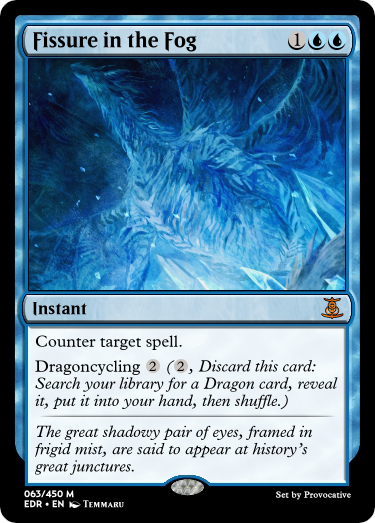 Fissure in the Fog 1
Instant
Counter target spell.
Dragoncycling 2 (2, Discard this card:
Search your library for a Dragon card, reveal
it, put it into your hand, then shuffle.)
The great shadowy pair of eyes, framed in
frigid mist, are said to appear at history's
great junctures.
063/450 M
EDR • EN Temmaru
Set by Provocative